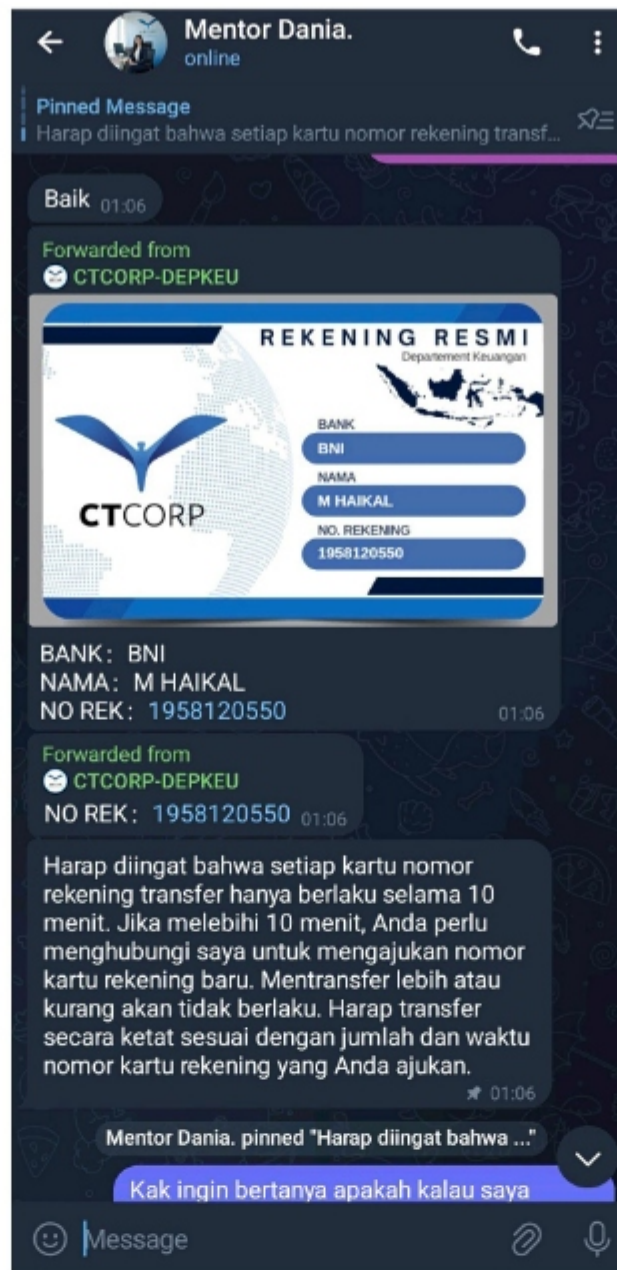 Mentor Dania.
online
Pinned Message
Harap diingat bahwa setiap kartu nomor rekening transf...
Baik 01:06
Forwarded from
CTCORP-DEPKEU
REKENING RESMI
Departement Keuangan
CTCORP
BANK
BNI
NAMA
M HAIKAL
NO. REKENING
1958120550
BANK: BNI
NAMA: M HAIKAL
NO REK: 1958120550
01:06
Forwarded from
CTCORP-DEPKEU
NO REK: 1958120550 01:06
Harap diingat bahwa setiap kartu nomor
rekening transfer hanya berlaku selama 10
menit. Jika melebihi 10 menit, Anda perlu
menghubungi saya untuk mengajukan nomor
kartu rekening baru. Mentransfer lebih atau
kurang akan tidak berlaku. Harap transfer
secara ketat sesuai dengan jumlah dan waktu
nomor kartu rekening yang Anda ajukan.
01:06
Mentor Dania. pinned "Harap diingat bahwa ..."
Kak ingin bertanya apakah kalau saya
Message